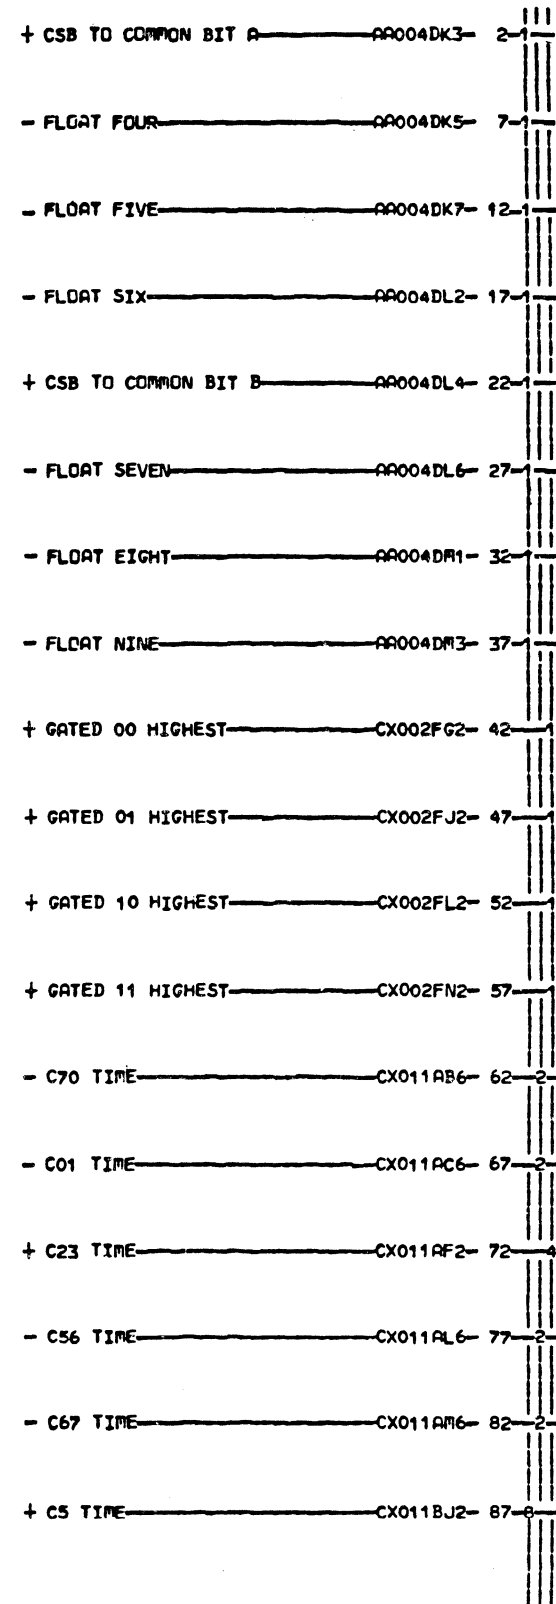 + CSB TO COMMON BIT A AA004DK3 2 1
- FLOAT FOUR AA004DK5 7 1
- FLOAT FIVE AA004DK7 12 1
- FLOAT SIX AA004DL2 17 1
+ CSB TO COMMON BIT B AA004DL4 22 1
- FLOAT SEVEN AA004DL6 27 1
- FLOAT EIGHT AA004DM1 32 1
- FLOAT NINE AA004DM3 37 1
+ GATED 00 HIGHEST CX002FG2 42 1
+ GATED 01 HIGHEST CX002FJ2 47 1
+ GATED 10 HIGHEST CX002FL2 52 1
+ GATED 11 HIGHEST CX002FN2 57 1
- C70 TIME CX011AB6 62 2
- C01 TIME CX011AC6 67 2
+ C23 TIME CX011AF2 72 4
- C56 TIME CX011AL6 77 2
- C67 TIME CX011AM6 82 2
+ C5 TIME CX011BJ2 87 8